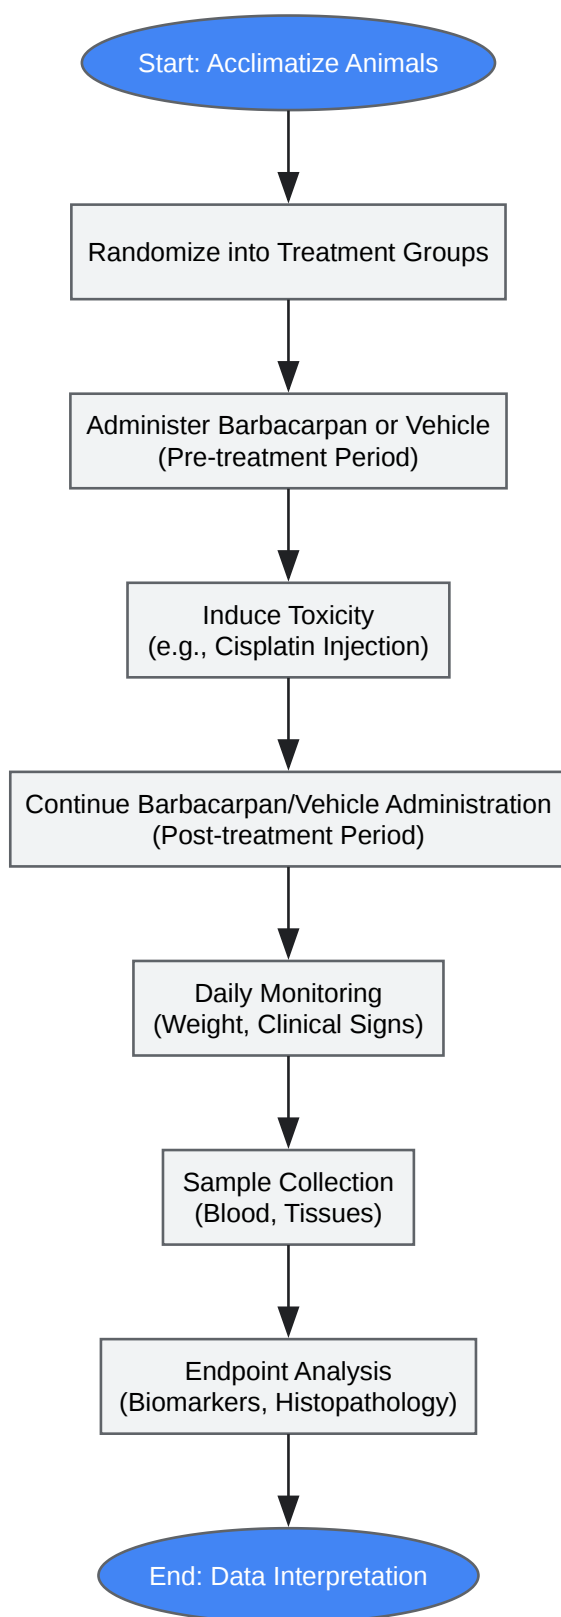 Start: Acclimatize Animals
Randomize into Treatment Groups
Administer Barbacarpan or Vehicle
(Pre-treatment Period)
Induce Toxicity
(e.g., Cisplatin Injection)
Continue Barbacarpan/Vehicle Administration
(Post-treatment Period)
Daily Monitoring
(Weight, Clinical Signs)
Sample Collection
(Blood, Tissues)
Endpoint Analysis
(Biomarkers, Histopathology)
End: Data Interpretation